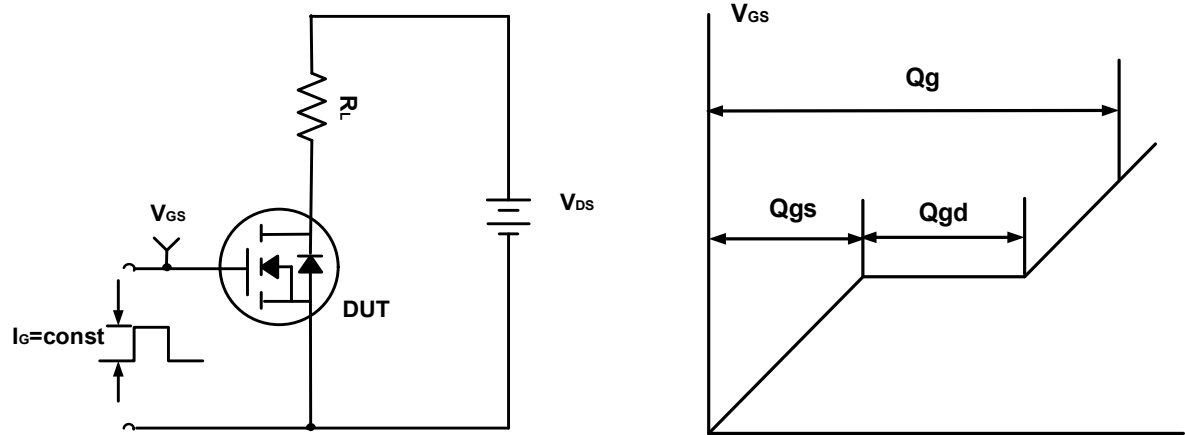 RL
VDS
VGS
DUT
IG=const
VGS
Qg
Qgs
Qgd